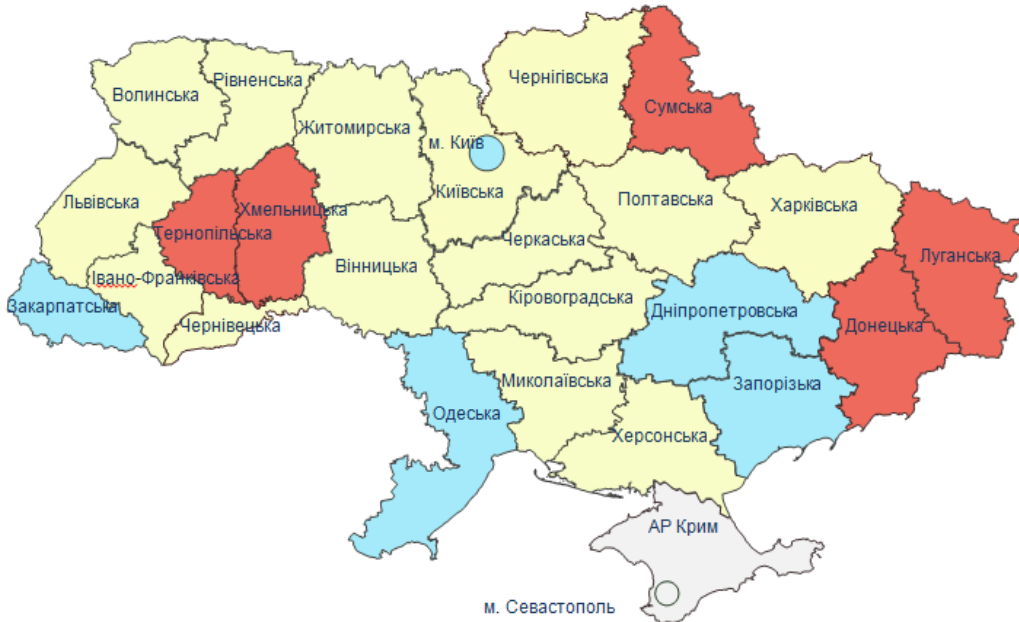 Чернігівська
Рівненська
Волинська
Сумська
Житомирська
м. Київ
Київська
Полтавська
Львівська
Хмельницька
Харківська
Тернопільська
Черкаська
Луганська
Вінницька
Івано-Франківська
Кіровоградська
Закарпатська
Дніпропетровська
Чернівецька
Донецька
Миколаївська
Запорізька
Одеська
Херсонська
АР Крим
м. Севастополь